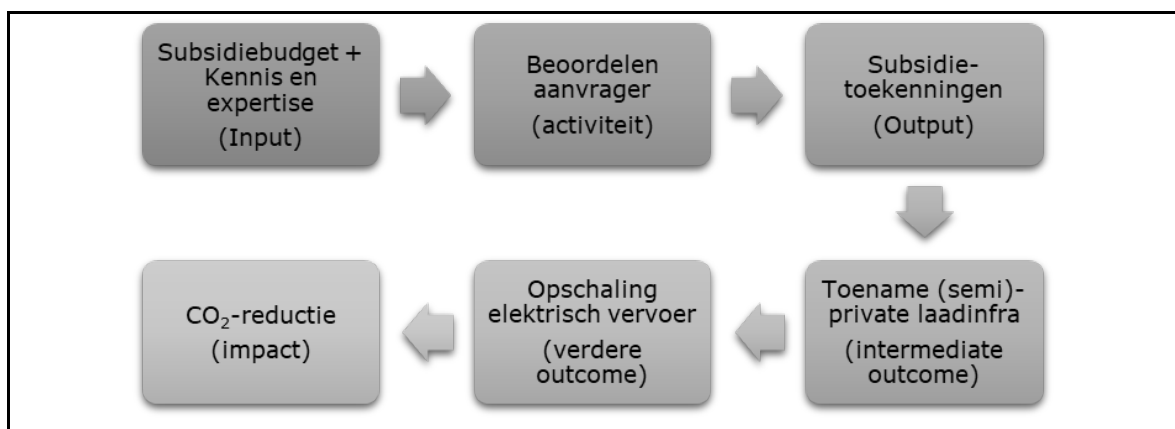 Subsidiebudget +
Kennis en
expertise
(Input)
Beoordelen
aanvrager
(activiteit)
Subsidie-
toekenningen
(Output)
Toename (semi)-
private laadinfra
(intermediate
outcome)
Opschaling
elektrisch vervoer
(verdere
outcome)
CO₂-reductie
(impact)